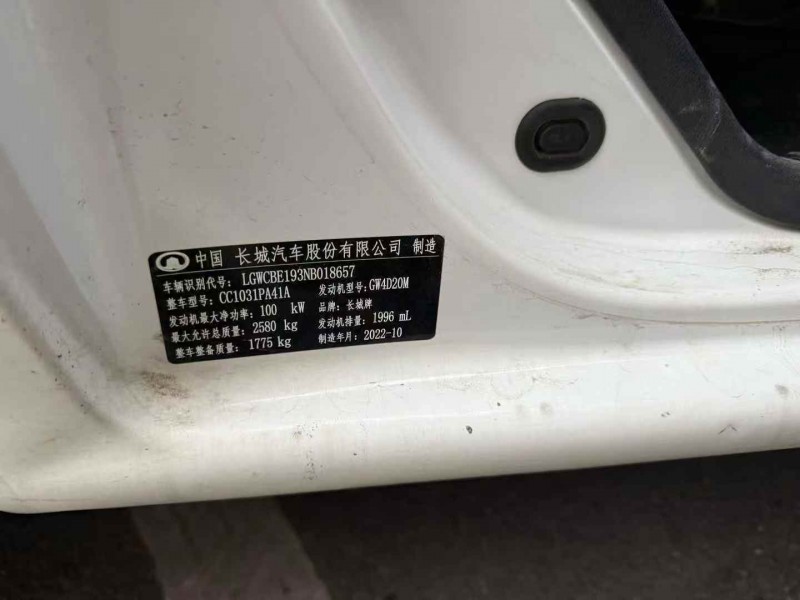 中国 长城汽车股份有限公司 制造
车辆识别代号: LGWCBE193NB018657
整车型号: CC1031PA41A 发动机型号: GW4D20M
发动机最大净功率: 100 kW 品牌: 长城牌
最大允许总质量: 2580 kg 发动机排量: 1996 mL
整车整备质量: 1775 kg 制造年月: 2022-10